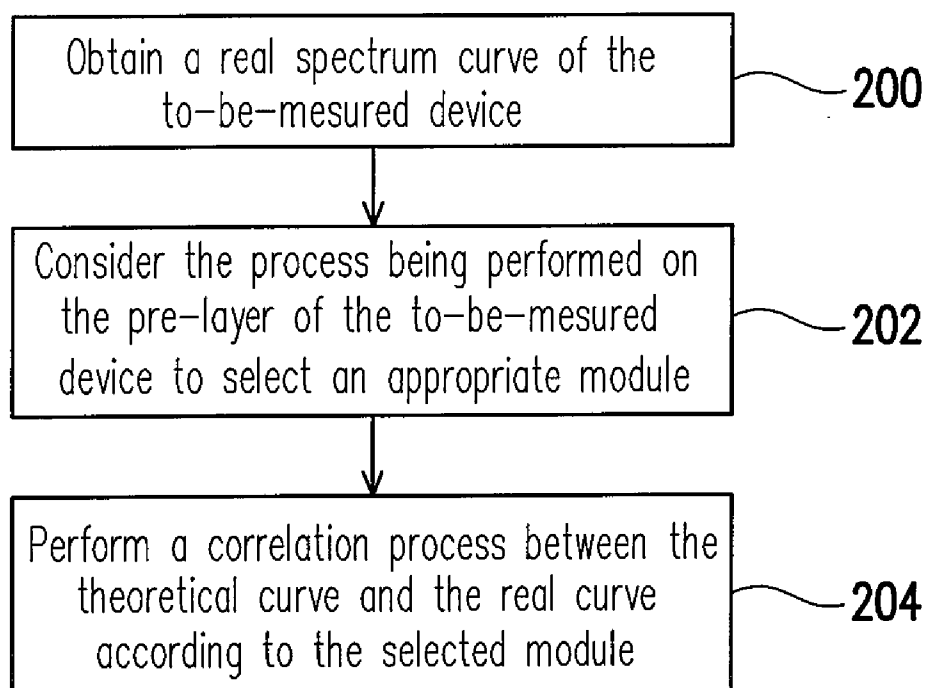 Obtain a real spectrum curve of the
to-be-mesured device
200
Consider the process being performed on
the pre-layer of the to-be-mesured
device to select an appropriate module
202
Perform a correlation process between the
theoretical curve and the real curve
according to the selected module
204